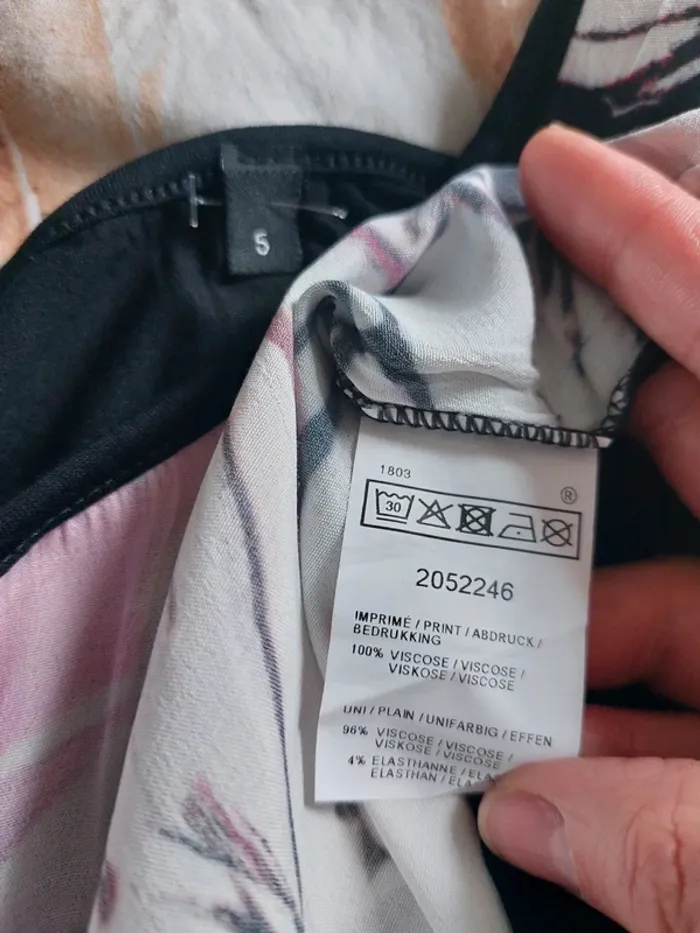 5
1803
®
30
2052246
IMPRIMÉ / PRINT / ABDRUCK /
BEDRUKKING
100% VISCOSE / VISCOSE /
VISKOSE / VISCOSE
UNI / PLAIN / UNIFARBIG / EFFEN
96% VISCOSE / VISCOSE /
VISKOSE / VISCOSE
4% ELASTHANNE / ELA
ELASTHAN / ELA